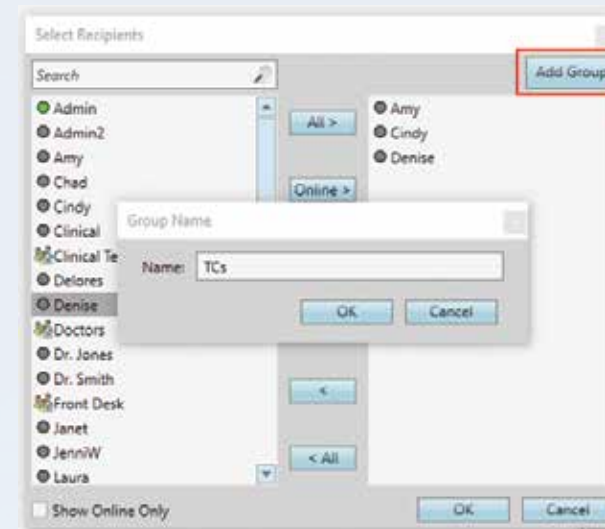 Select Recipients
Search
Add Group
Admin
Admin2
Amy
Chad
Cindy
Clinical
Clinical Te
Delores
Denise
Doctors
Dr. Jones
Dr. Smith
Front Desk
Janet
JenniW
Laura
All >
Online >
<
< All
Amy
Cindy
Denise
Group Name
Name: TCs
OK Cancel
Show Online Only
OK Cancel